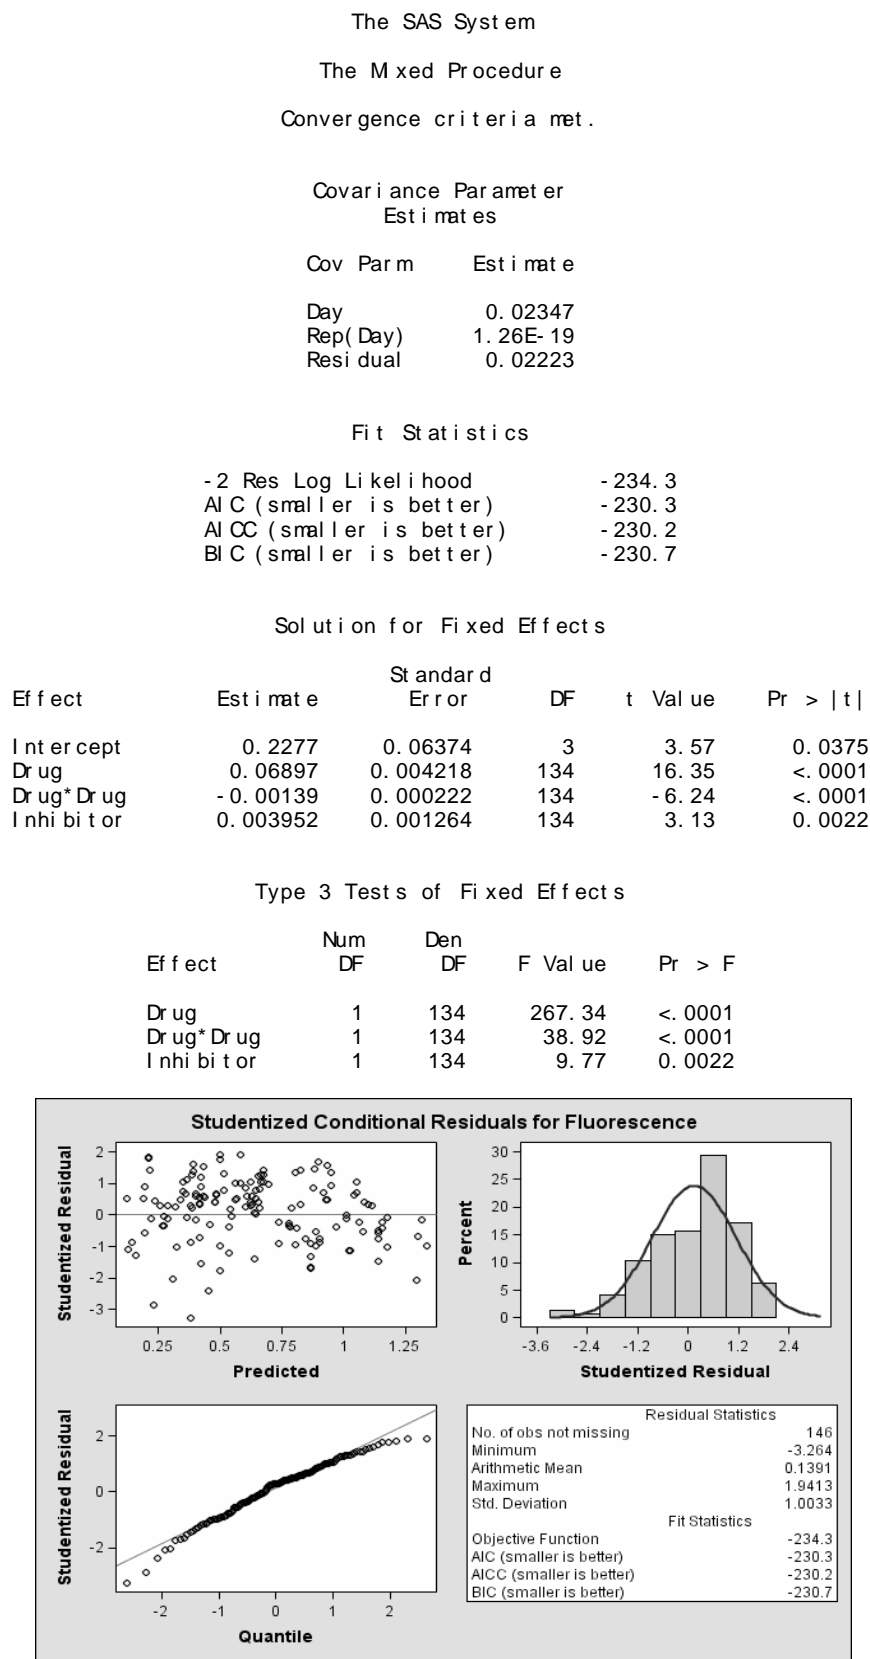 The SAS System
The Mixed Procedure
Convergence criteria met.
Covariance Parameter
Estimates
Cov Parm Estimate
Day 0.02347
Rep(Day) 1.26E-19
Residual 0.02223
Fit Statistics
-2 Res Log Likelihood -234.3
AIC (smaller is better) -230.3
AICC (smaller is better) -230.2
BIC (smaller is better) -230.7
Solution for Fixed Effects
Standard
Effect Estimate Error DF t Value Pr > |t|
Intercept 0.2277 0.06374 3 3.57 0.0375
Drug 0.06897 0.004218 134 16.35 <.0001
Drug*Drug -0.00139 0.000222 134 -6.24 <.0001
Inhibitor 0.003952 0.001264 134 3.13 0.0022
Type 3 Tests of Fixed Effects
Num Den
Effect DF DF F Value Pr > F
Drug 1 134 267.34 <.0001
Drug*Drug 1 134 38.92 <.0001
Inhibitor 1 134 9.77 0.0022
Studentized Conditional Residuals for Fluorescence
Studentized Residual
2
1
0
-1
-2
-3
0.25 0.5 0.75 1 1.25
Predicted
Percent
30
25
20
15
10
5
0
-3.6 -2.4 -1.2 0 1.2 2.4
Studentized Residual
Studentized Residual
2
0
-2
-2 -1 0 1 2
Quantile
Residual Statistics
No. of obs not missing 146
Minimum -3.264
Arithmetic Mean 0.1391
Maximum 1.9413
Std. Deviation 1.0033
Fit Statistics
Objective Function -234.3
AIC (smaller is better) -230.3
AICC (smaller is better) -230.2
BIC (smaller is better) -230.7